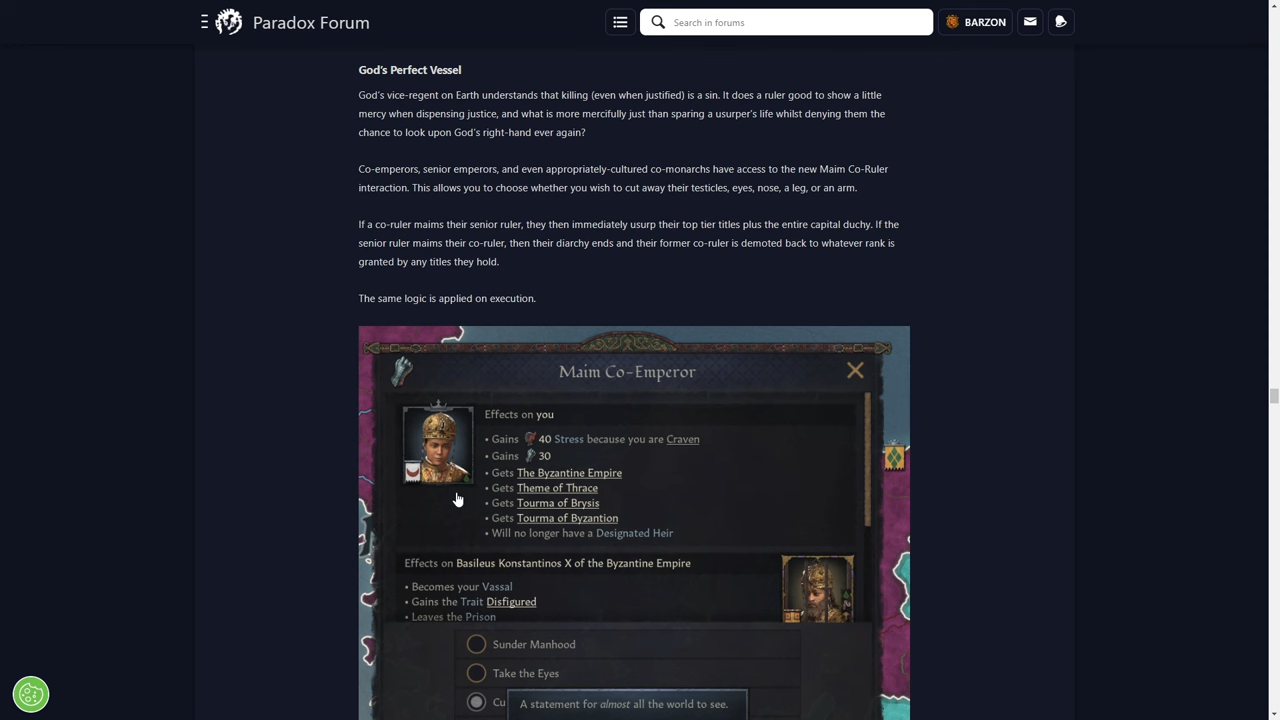 Paradox Forum
Search in forums
BARZON
God's Perfect Vessel
God's vice-regent on Earth understands that killing (even when justified) is a sin. It does a ruler good to show a little
mercy when dispensing justice, and what is more mercifully just than sparing a usurper's life whilst denying them the
chance to look upon God's right-hand ever again?
Co-emperors, senior emperors, and even appropriately-cultured co-monarchs have access to the new Maim Co-Ruler
interaction. This allows you to choose whether you wish to cut away their testicles, eyes, nose, a leg, or an arm.
If a co-ruler maims their senior ruler, they then immediately usurp their top tier titles plus the entire capital duchy. If the
senior ruler maims their co-ruler, then their diarchy ends and their former co-ruler is demoted back to whatever rank is
granted by any titles they hold.
The same logic is applied on execution.
Maim Co-Emperor
Effects on you
• Gains 40 Stress because you are Craven
• Gains 30
• Gets The Byzantine Empire
• Gets Theme of Thrace
• Gets Tourma of Brysis
• Gets Tourma of Byzantion
• Will no longer have a Designated Heir
Effects on Basileus Konstantinos X of the Byzantine Empire
• Becomes your Vassal
• Gains the Trait Disfigured
• Leaves the Prison
Sunder Manhood
Take the Eyes
Cu
A statement for almost all the world to see.